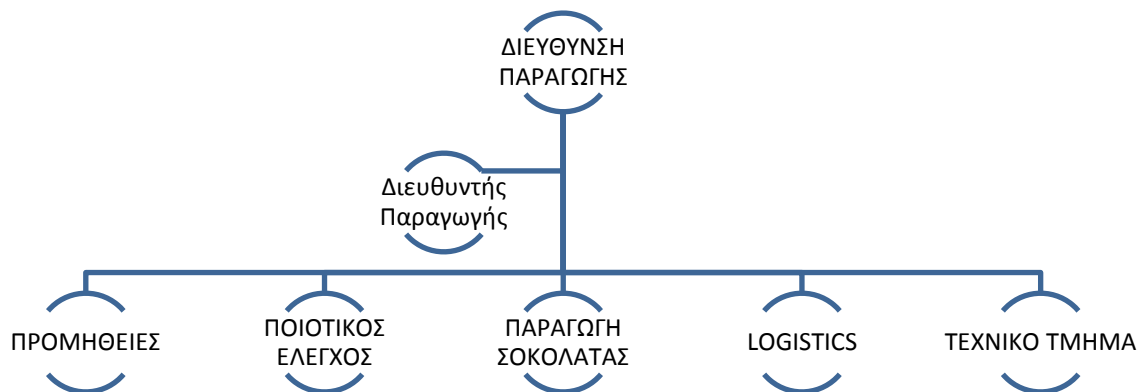 ΔΙΕΥΘΥΝΣΗ
ΠΑΡΑΓΩΓΗΣ
Διευθυντής
Παραγωγής
ΠΡΟΜΗΘΕΙΕΣ
ΠΟΙΟΤΙΚΟΣ
ΕΛΕΓΧΟΣ
ΠΑΡΑΓΩΓΗ
ΣΟΚΟΛΑΤΑΣ
LOGISTICS
ΤΕΧΝΙΚΟ ΤΜΗΜΑ